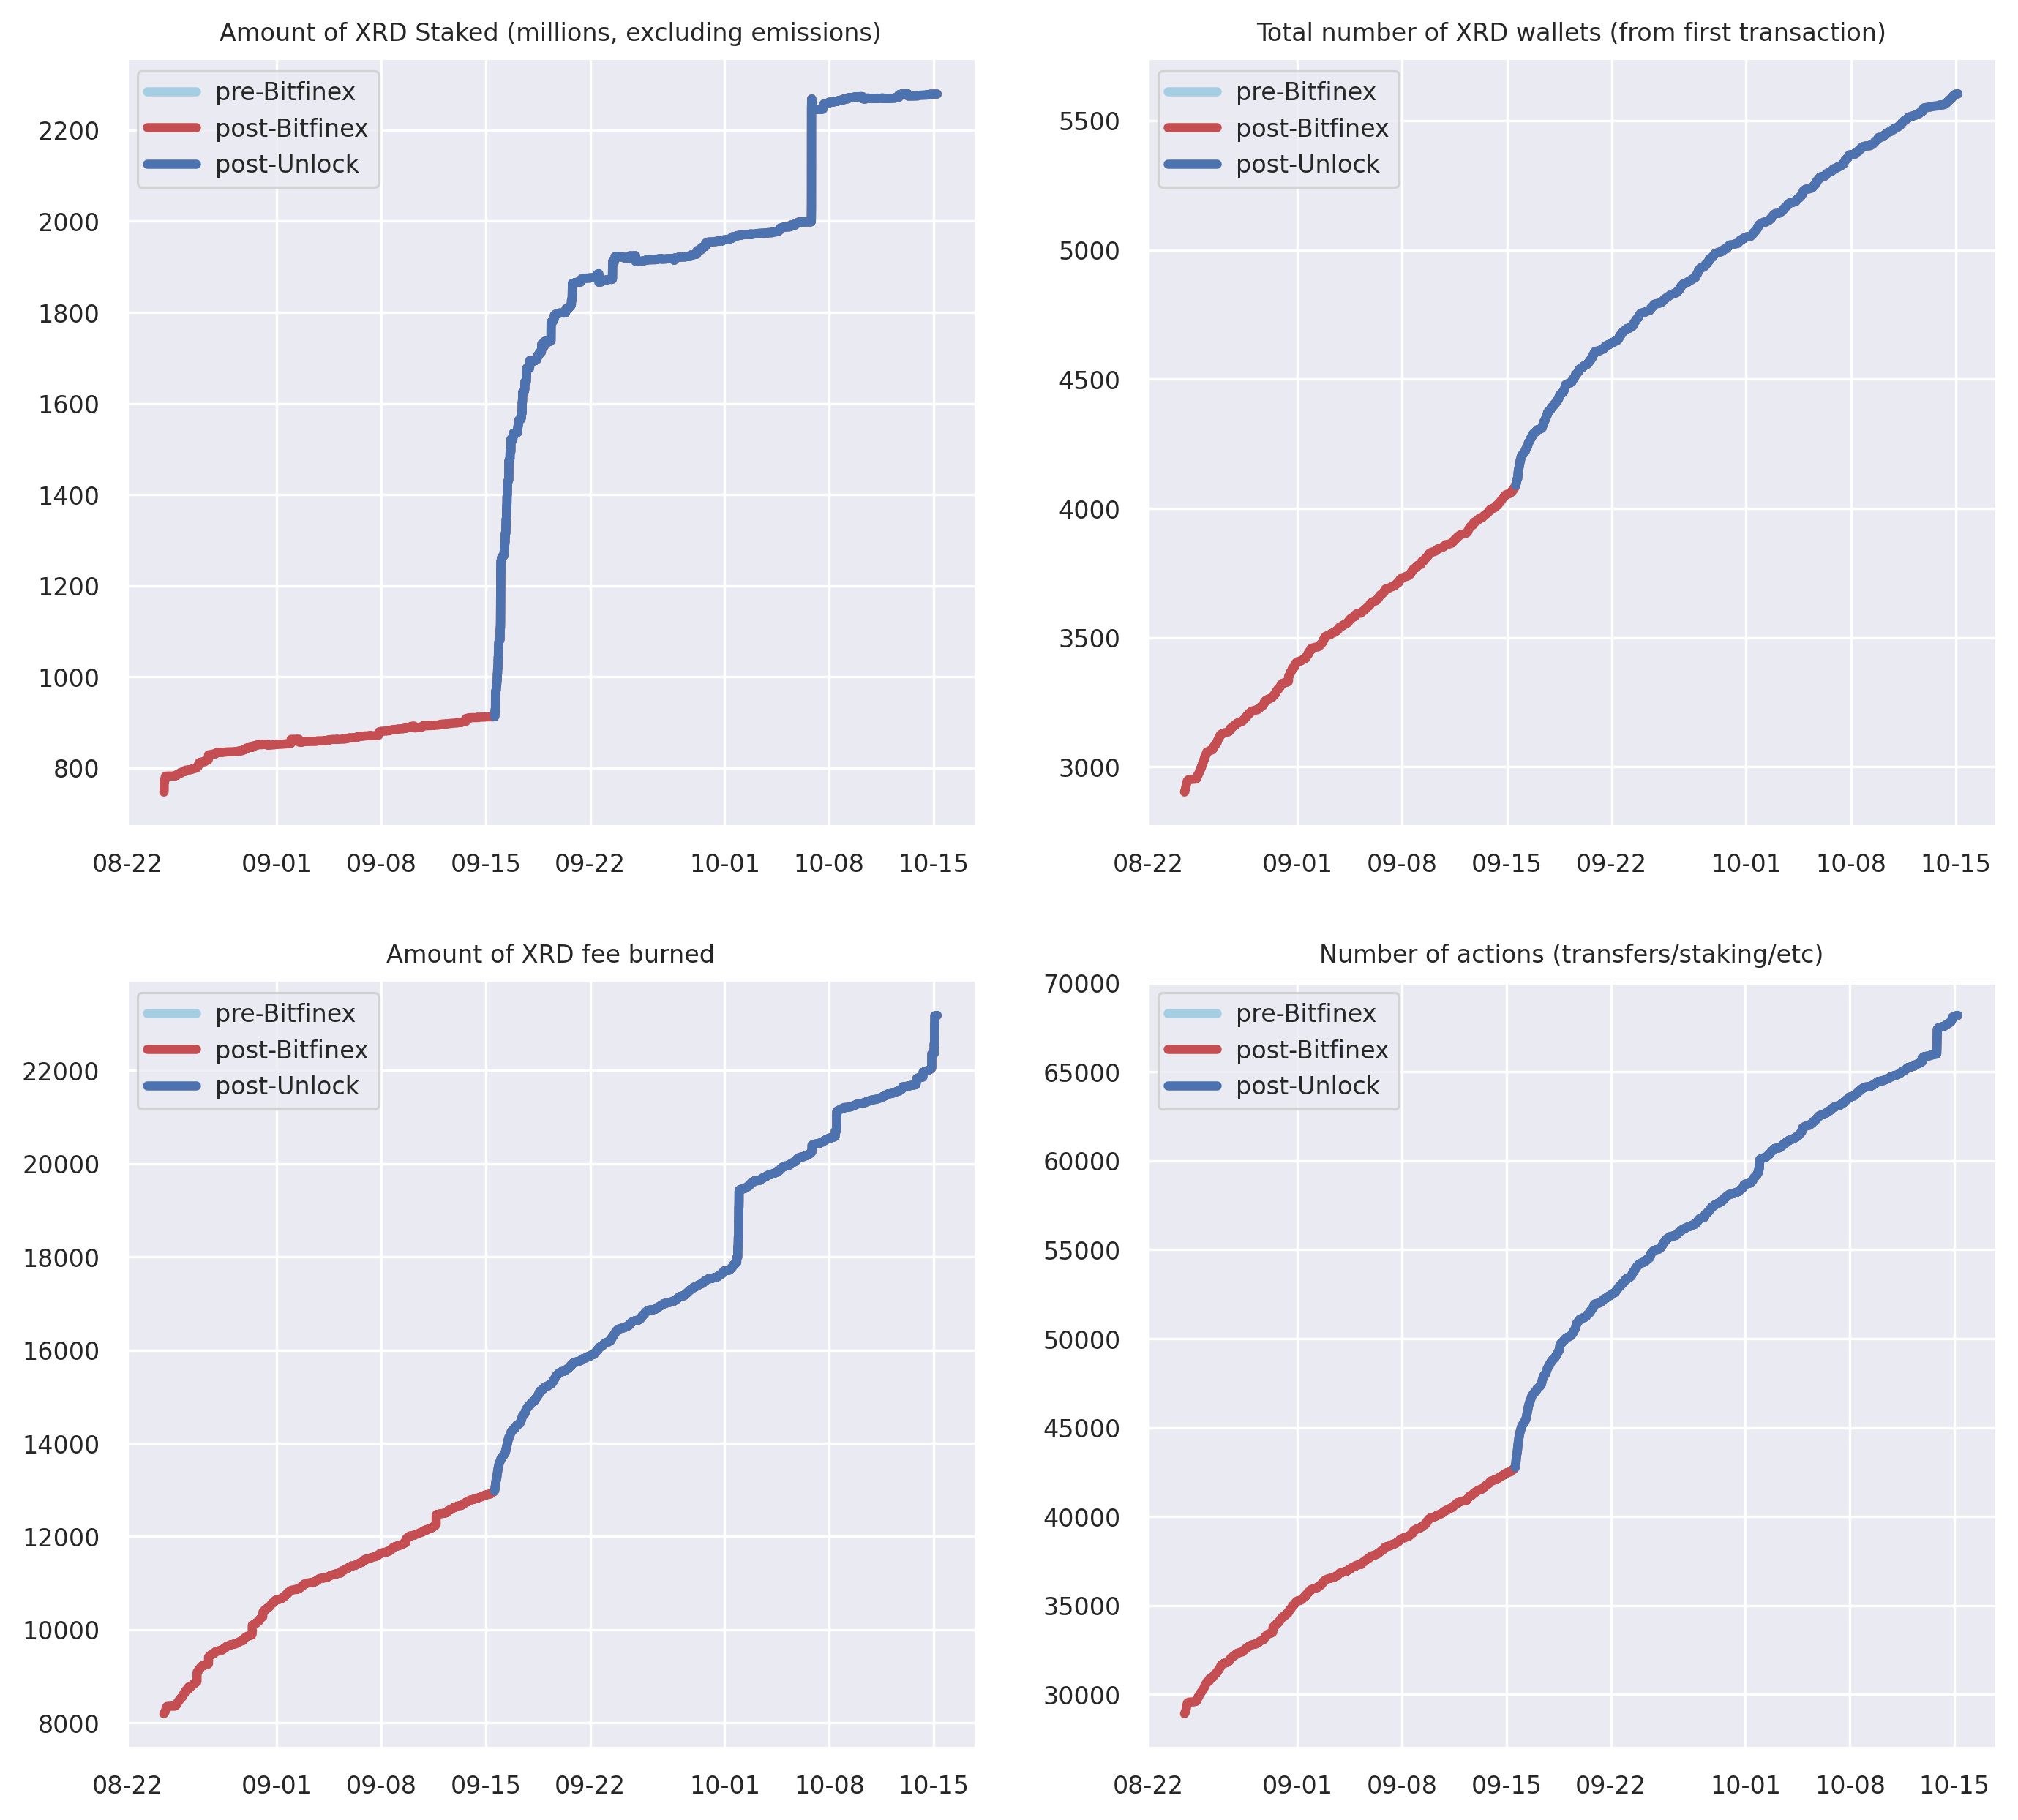 Amount of XRD Staked (millions, excluding emissions)
pre-Bitfinex
post-Bitfinex
post-Unlock
2200
2000
1800
1600
1400
1200
1000
800
08-22 09-01 09-08 09-15 09-22 10-01 10-08 10-15
Total number of XRD wallets (from first transaction)
pre-Bitfinex
post-Bitfinex
post-Unlock
5500
5000
4500
4000
3500
3000
08-22 09-01 09-08 09-15 09-22 10-01 10-08 10-15
Amount of XRD fee burned
pre-Bitfinex
post-Bitfinex
post-Unlock
22000
20000
18000
16000
14000
12000
10000
8000
08-22 09-01 09-08 09-15 09-22 10-01 10-08 10-15
Number of actions (transfers/staking/etc)
70000
pre-Bitfinex
post-Bitfinex
post-Unlock
65000
60000
55000
50000
45000
40000
35000
30000
08-22 09-01 09-08 09-15 09-22 10-01 10-08 10-15